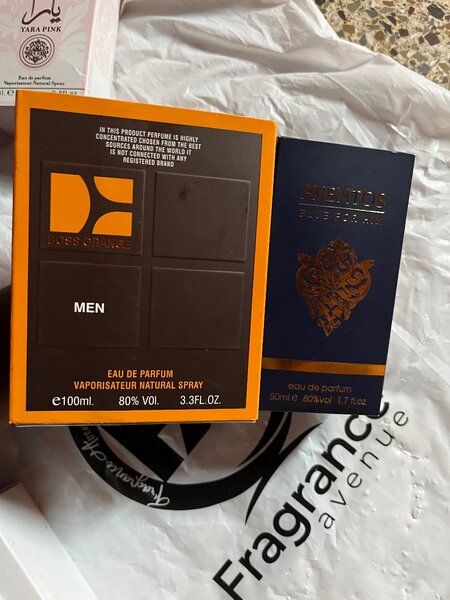 يارا
YARA PINK
Eau de parfum
Vaporisateur Natural Spray
IN THIS PRODUCT PERFUME IS HIGHLY
CONCENTRATED CHOSEN FROM THE BEST
SOURCES AROUND THE WORLD IT
IS NOT CONNECTED WITH ANY
REGISTERED BRAND
BOSS ORANGE
MEN
EAU DE PARFUM
VAPORISATEUR NATURAL SPRAY
e100ml. 80% VOL. 3.3FL.OZ.
AVENTOS
BLUE FOR HIM
eau de parfum
50ml.e 80%vol 1.7 fl.oz
Fragrance
avenue
Fragrance